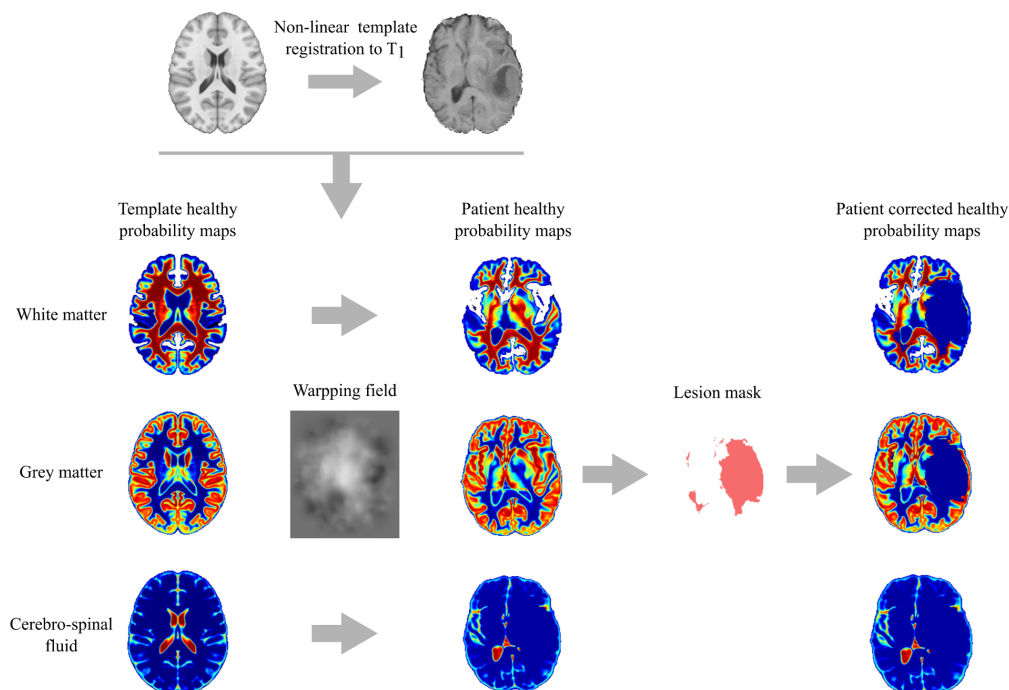 Non-linear template
registration to T1
Template healthy
probability maps
Patient healthy
probability maps
Patient corrected healthy
probability maps
White matter
Warpping field
Lesion mask
Grey matter
Cerebro-spinal
fluid